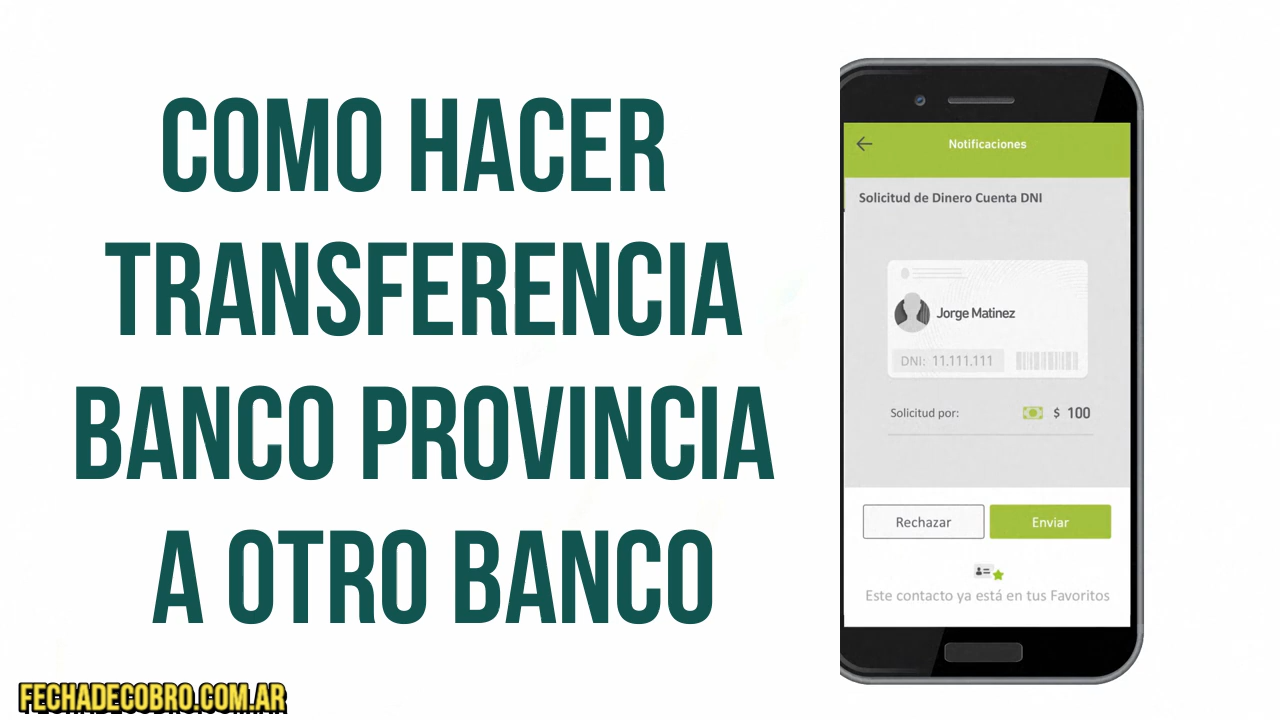 COMO HACER
TRANSFERENCIA
BANCO PROVINCIA
A OTRO BANCO
Notificaciones
Solicitud de Dinero Cuenta DNI
Jorge Matinez
DNI: 11.111.111
Solicitud por: $ 100
Rechazar Enviar
Este contacto ya está en tus Favoritos
FECHADECOBRO.COM.AR